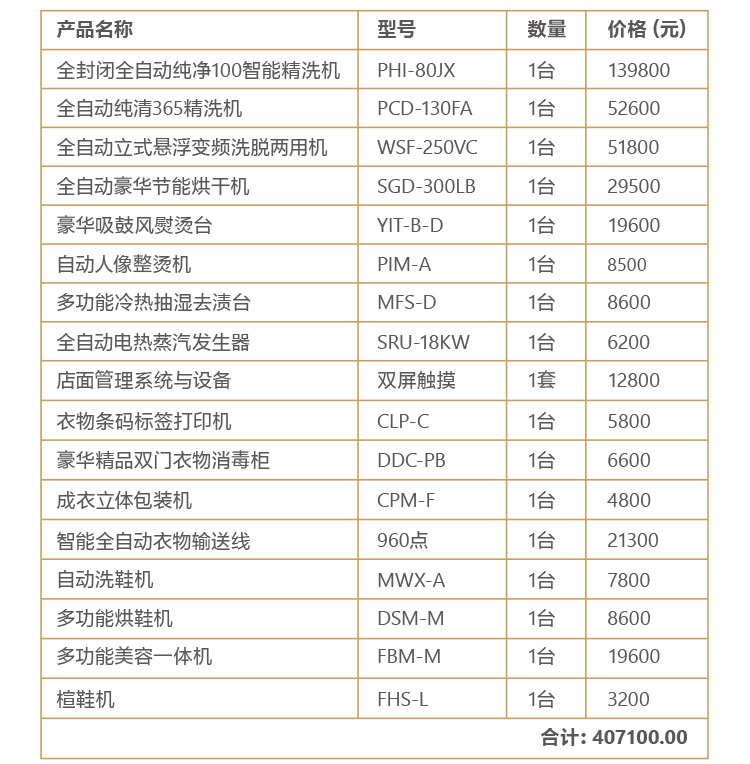 产品名称 型号 数量 价格 (元)
全封闭全自动纯净100智能精洗机 PHI-80JX 1台 139800
全自动纯清365精洗机 PCD-130FA 1台 52600
全自动立式悬浮变频洗脱两用机 WSF-250VC 1台 51800
全自动豪华节能烘干机 SGD-300LB 1台 29500
豪华吸鼓风熨烫台 YIT-B-D 1台 19600
自动人像整烫机 PIM-A 1台 8500
多功能冷热抽湿去渍台 MFS-D 1台 8600
全自动电热蒸汽发生器 SRU-18KW 1台 6200
店面管理系统与设备 双屏触摸 1套 12800
衣物条码标签打印机 CLP-C 1台 5800
豪华精品双门衣物消毒柜 DDC-PB 1台 6600
成衣立体包装机 CPM-F 1台 4800
智能全自动衣物输送线 960点 1台 21300
自动洗鞋机 MWX-A 1台 7800
多功能烘鞋机 DSM-M 1台 8600
多功能美容一体机 FBM-M 1台 19600
楦鞋机 FHS-L 1台 3200
合计: 407100.00